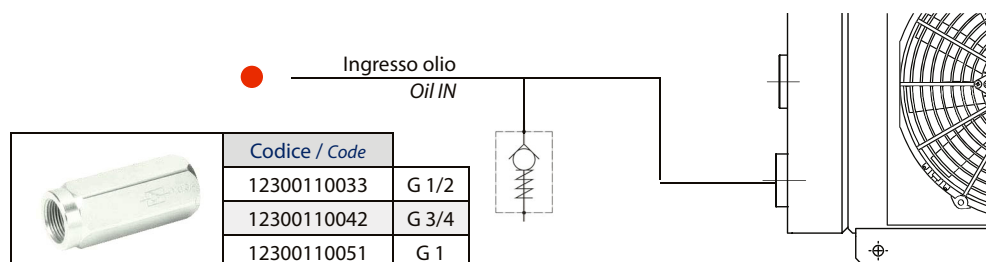 Ingresso olio
Oil IN
Codice / Code
12300110033 G 1/2
12300110042 G 3/4
12300110051 G 1